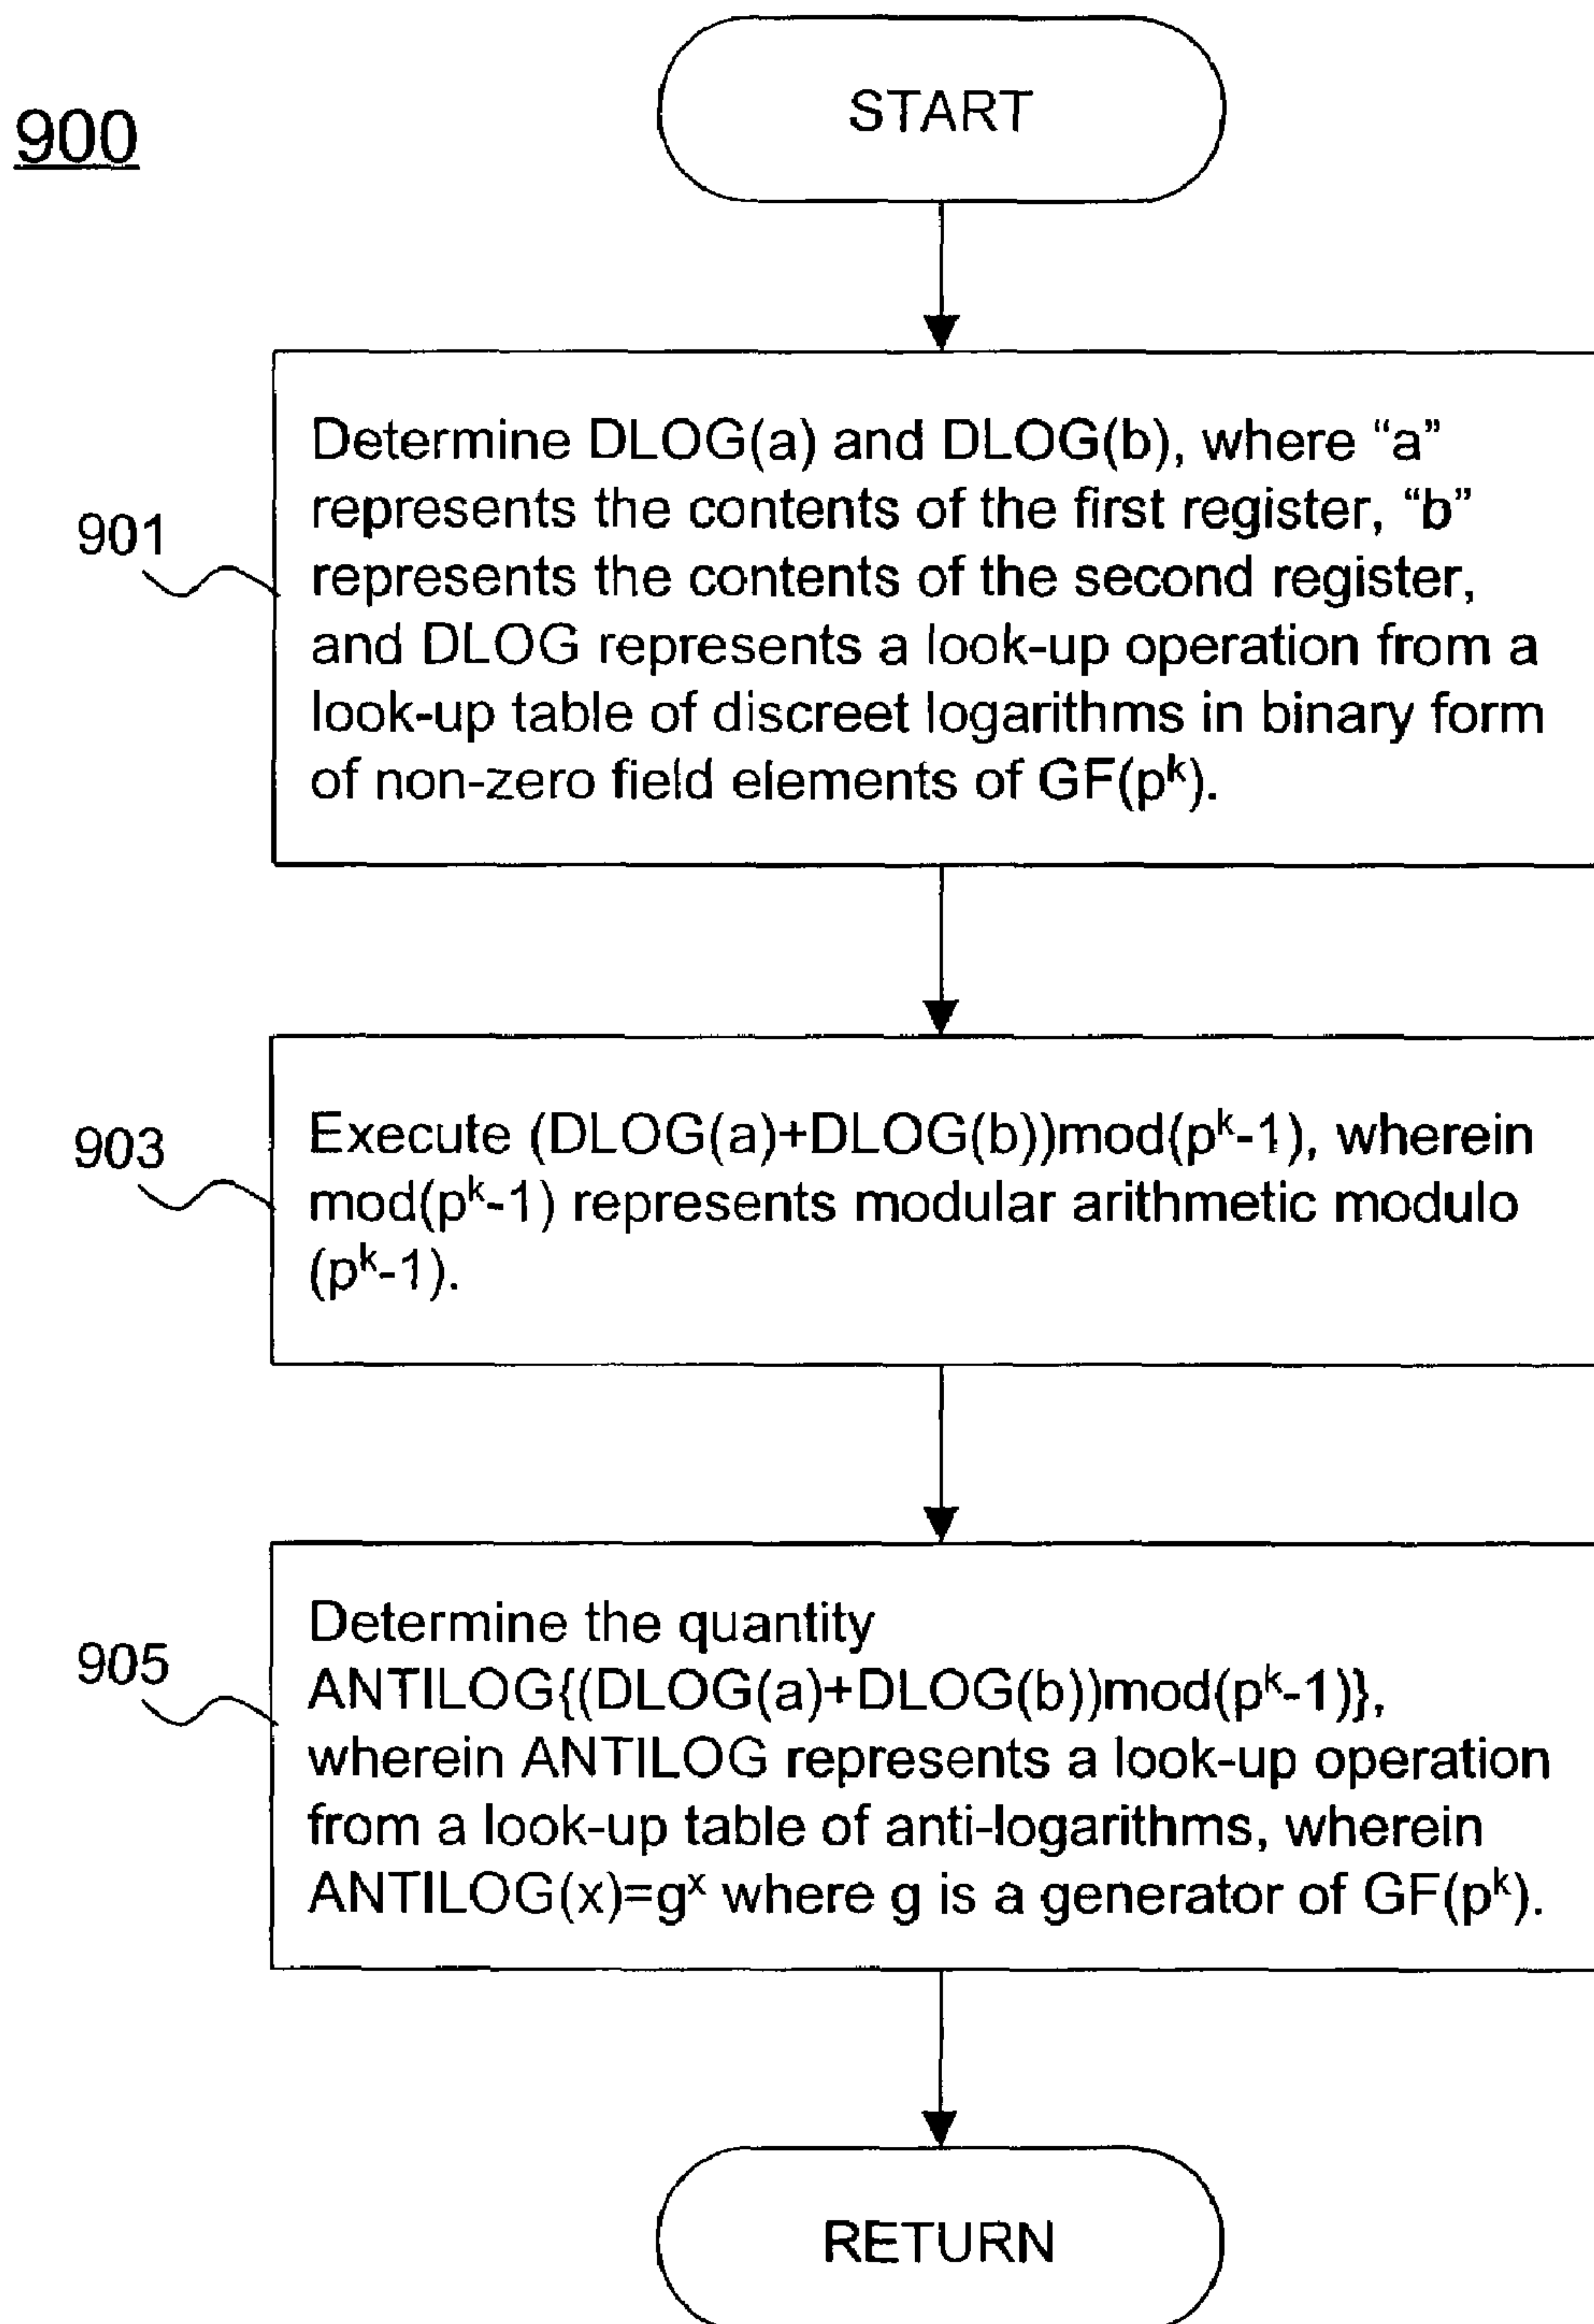 START
900
Determine DLOG(a) and DLOG(b), where “a”
represents the contents of the first register, “b”
represents the contents of the second register,
and DLOG represents a look-up operation from a
look-up table of discreet logarithms in binary form
of non-zero field elements of GF(pᵏ).
901
Execute (DLOG(a)+DLOG(b))mod(pᵏ-1), wherein
mod(pᵏ-1) represents modular arithmetic modulo
(pᵏ-1).
903
Determine the quantity
ANTILOG{(DLOG(a)+DLOG(b))mod(pᵏ-1)},
wherein ANTILOG represents a look-up operation
from a look-up table of anti-logarithms, wherein
ANTILOG(x)=gˣ where g is a generator of GF(pᵏ).
905
RETURN